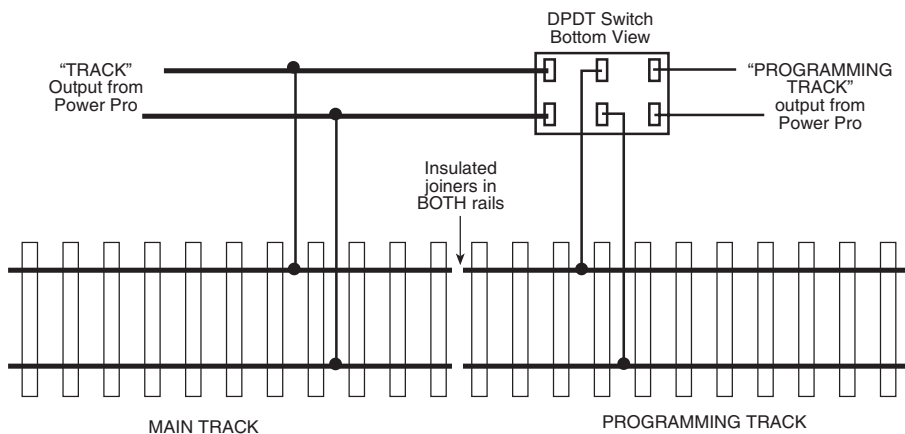 DPDT Switch
Bottom View
“TRACK”
Output from
Power Pro
“PROGRAMMING
TRACK”
output from
Power Pro
Insulated
joiners in
BOTH rails
MAIN TRACK
PROGRAMMING TRACK